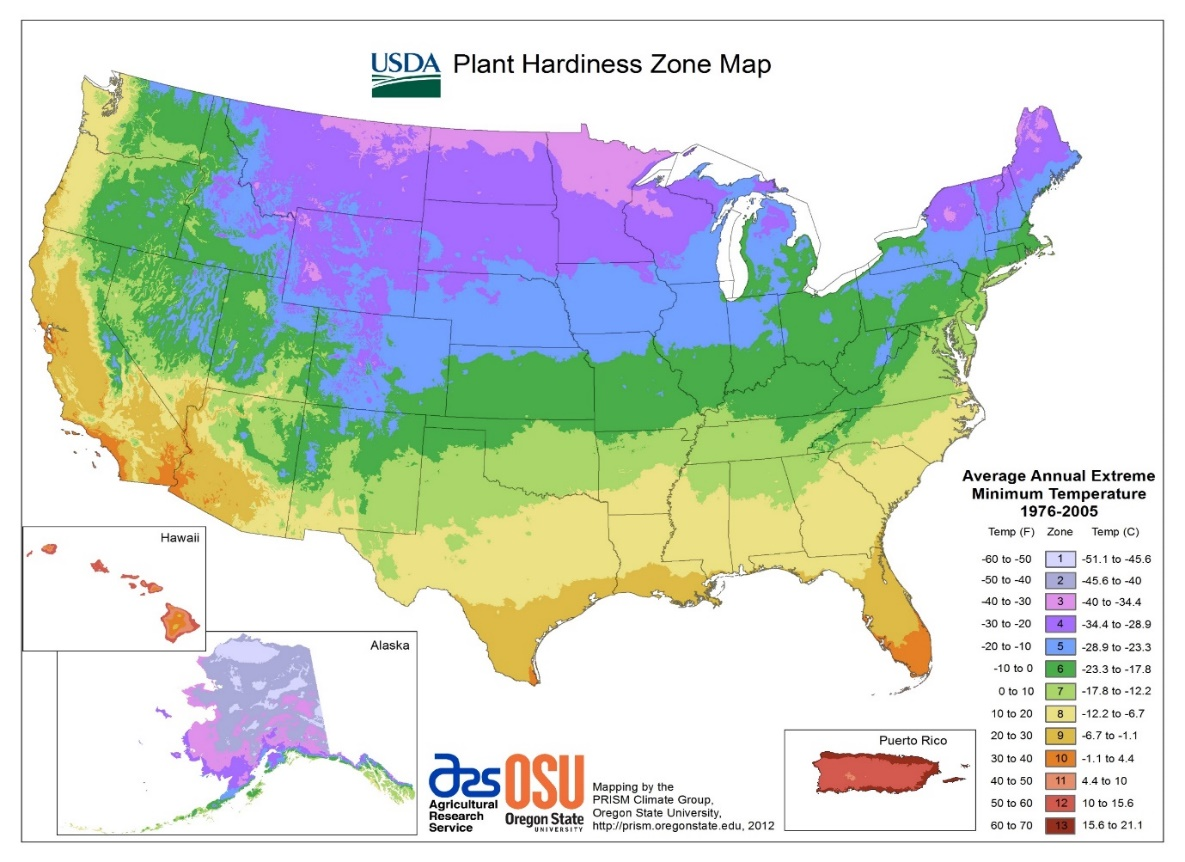 USDA Plant Hardiness Zone Map
Average Annual Extreme
Minimum Temperature
1976-2005
Temp (F) Zone Temp (C)
-60 to -50 1 -51.1 to -45.6
-50 to -40 2 -45.6 to -40
-40 to -30 3 -40 to -34.4
-30 to -20 4 -34.4 to -28.9
-20 to -10 5 -28.9 to -23.3
-10 to 0 6 -23.3 to -17.8
0 to 10 7 -17.8 to -12.2
10 to 20 8 -12.2 to -6.7
20 to 30 9 -6.7 to -1.1
30 to 40 10 -1.1 to 4.4
40 to 50 11 4.4 to 10
50 to 60 12 10 to 15.6
60 to 70 13 15.6 to 21.1
Hawaii
Alaska
Puerto Rico
ars
Agricultural
Research
Service
OSU
Oregon State
UNIVERSITY
Mapping by the
PRISM Climate Group,
Oregon State University,
http://prism.oregonstate.edu, 2012